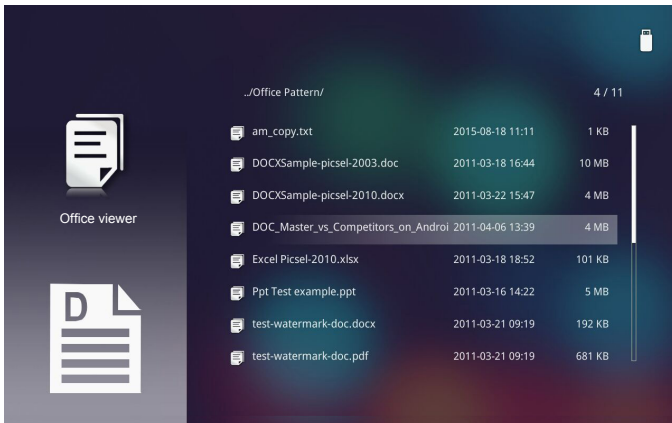 ../Office Pattern/ 4 / 11
am_copy.txt 2015-08-18 11:11 1 KB
DOCXSample-picsel-2003.doc 2011-03-18 16:44 10 MB
DOCXSample-picsel-2010.docx 2011-03-22 15:47 4 MB
Office viewer
DOC_Master_vs_Competitors_on_Androi 2011-04-06 13:39 4 MB
Excel Picsel-2010.xlsx 2011-03-18 18:52 101 KB
Ppt Test example.ppt 2011-03-16 14:22 5 MB
D
test-watermark-doc.docx 2011-03-21 09:19 192 KB
test-watermark-doc.pdf 2011-03-21 09:19 681 KB